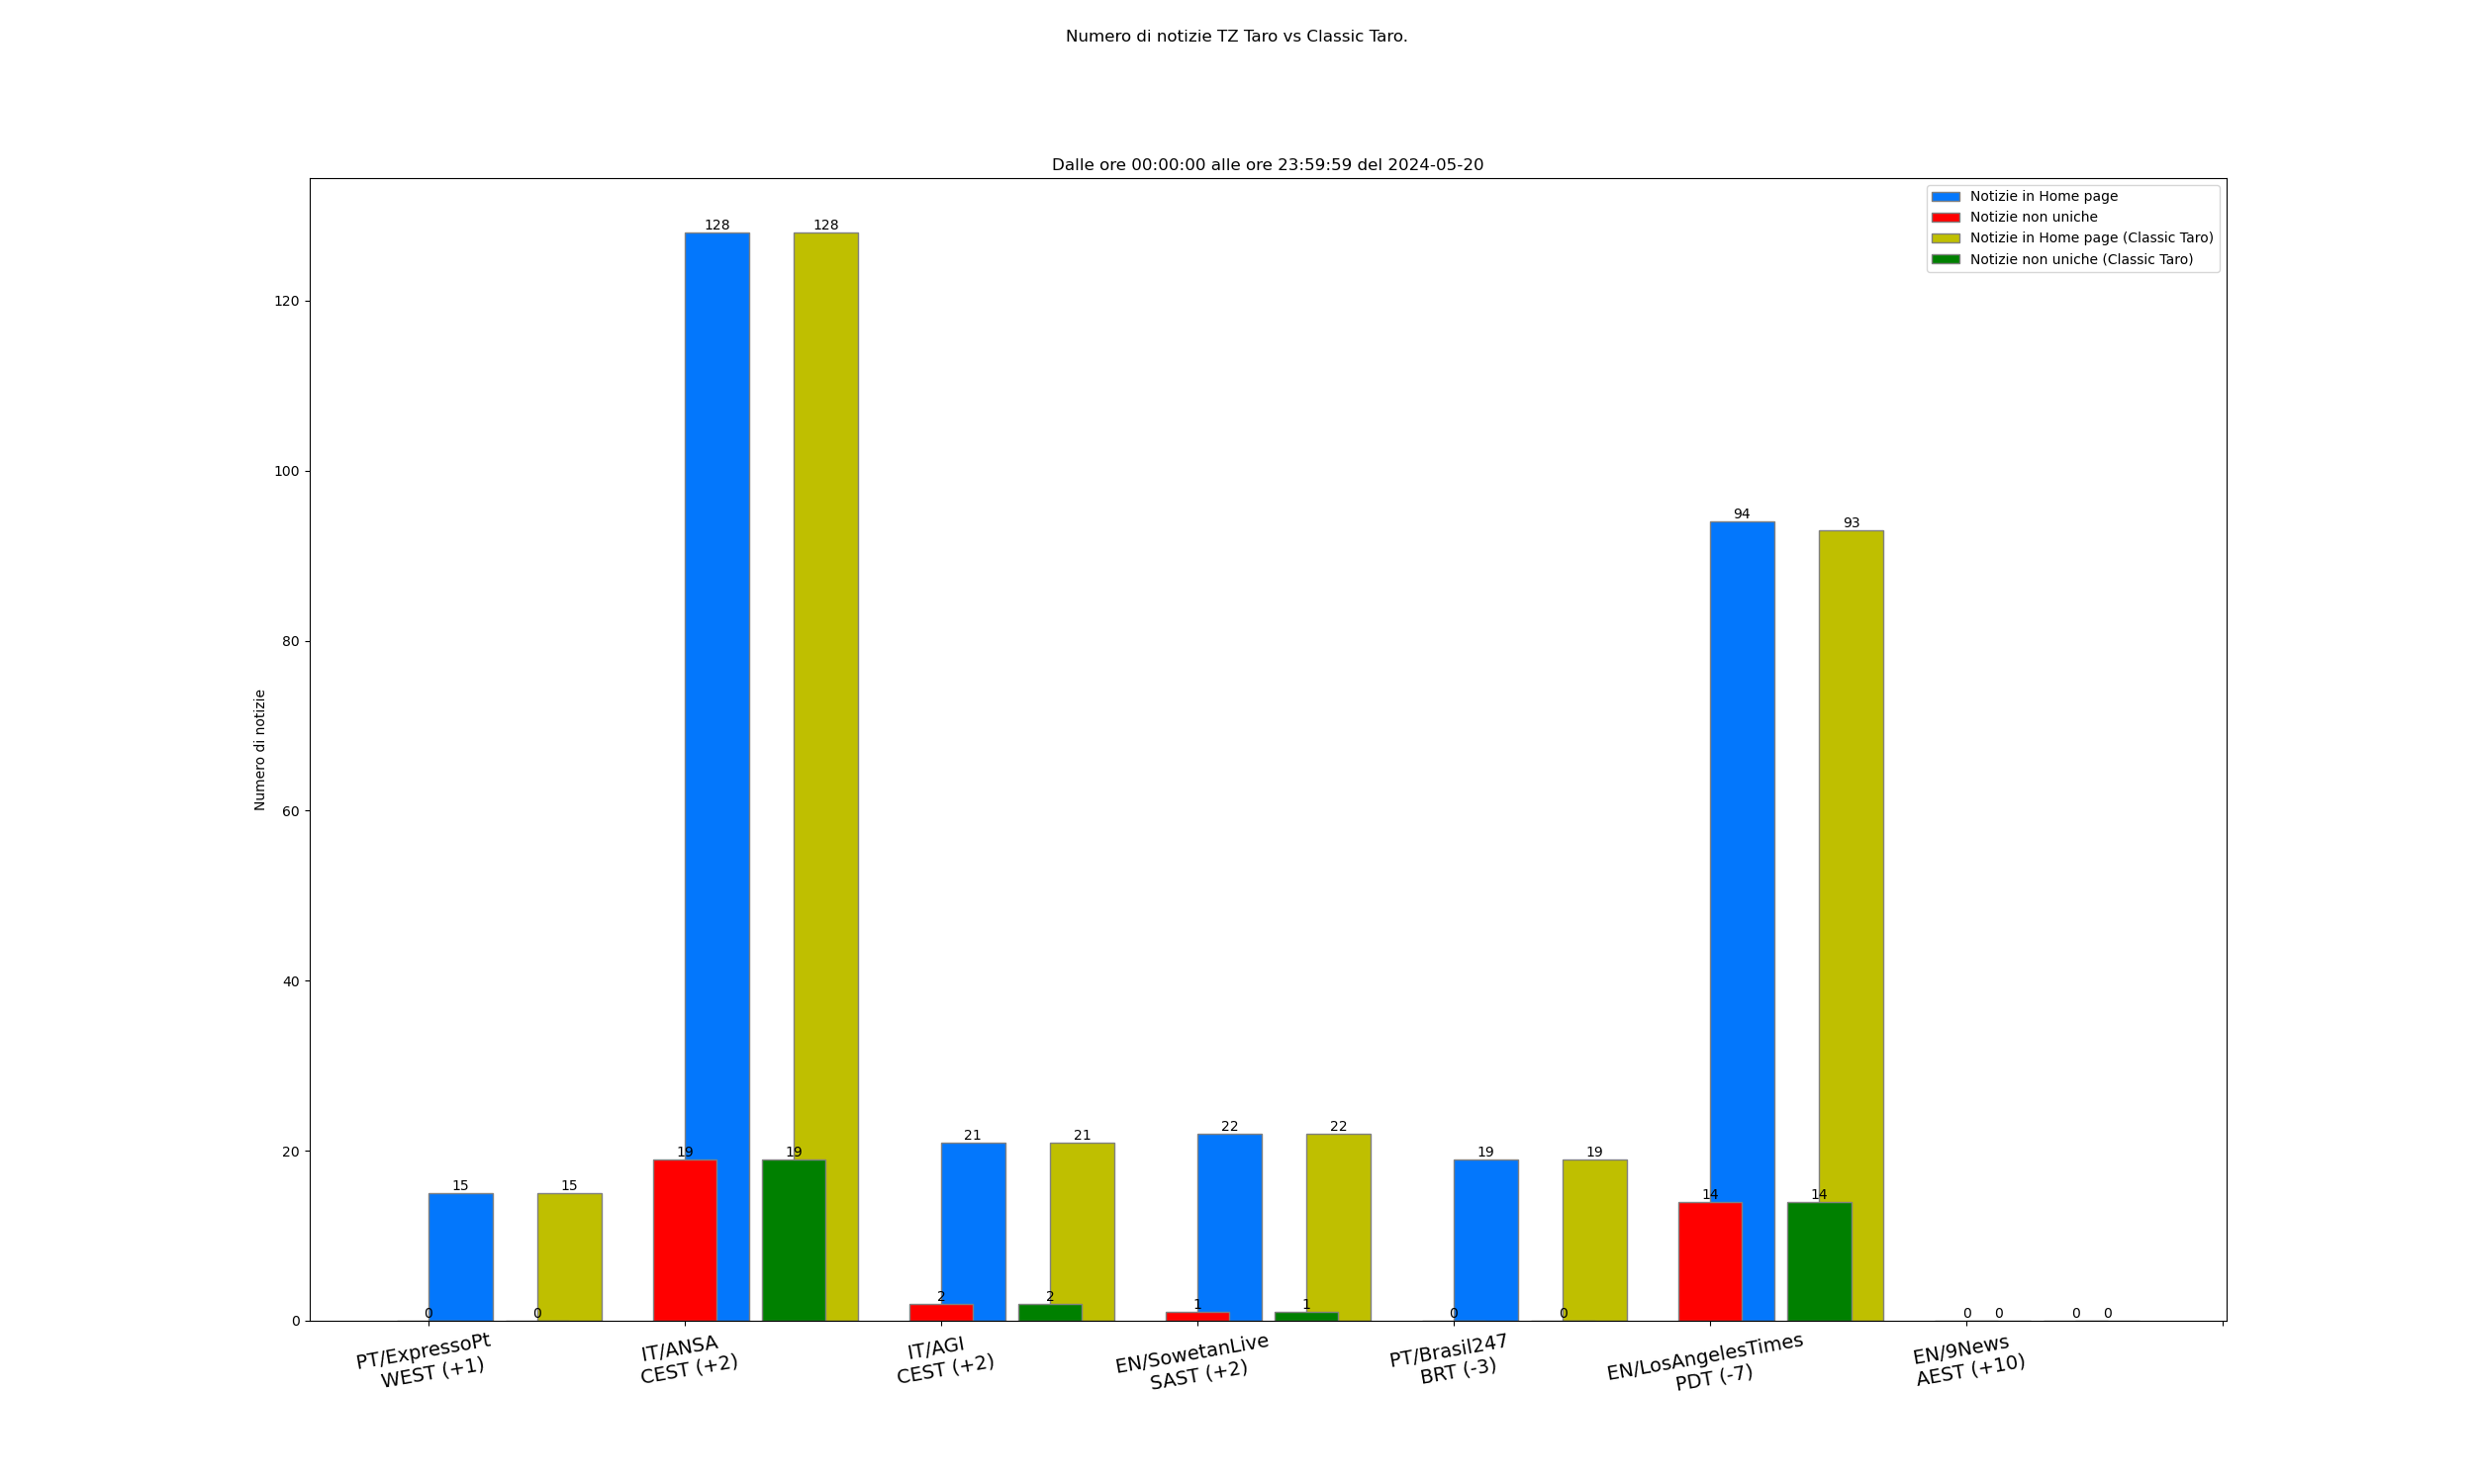 Numero di notizie TZ Taro vs Classic Taro.
Dalle ore 00:00:00 alle ore 23:59:59 del 2024-05-20
Notizie in Home page
Notizie non uniche
Notizie in Home page (Classic Taro)
Notizie non uniche (Classic Taro)
Numero di notizie
120
100
80
60
40
20
0
0
15
0
15
19
128
19
128
2
21
2
21
1
22
1
22
0
19
0
19
14
94
14
93
0
0
0
0
PT/ExpressoPt
WEST (+1)
IT/ANSA
CEST (+2)
IT/AGI
CEST (+2)
EN/SowetanLive
SAST (+2)
PT/Brasil247
BRT (-3)
EN/LosAngelesTimes
PDT (-7)
EN/9News
AEST (+10)